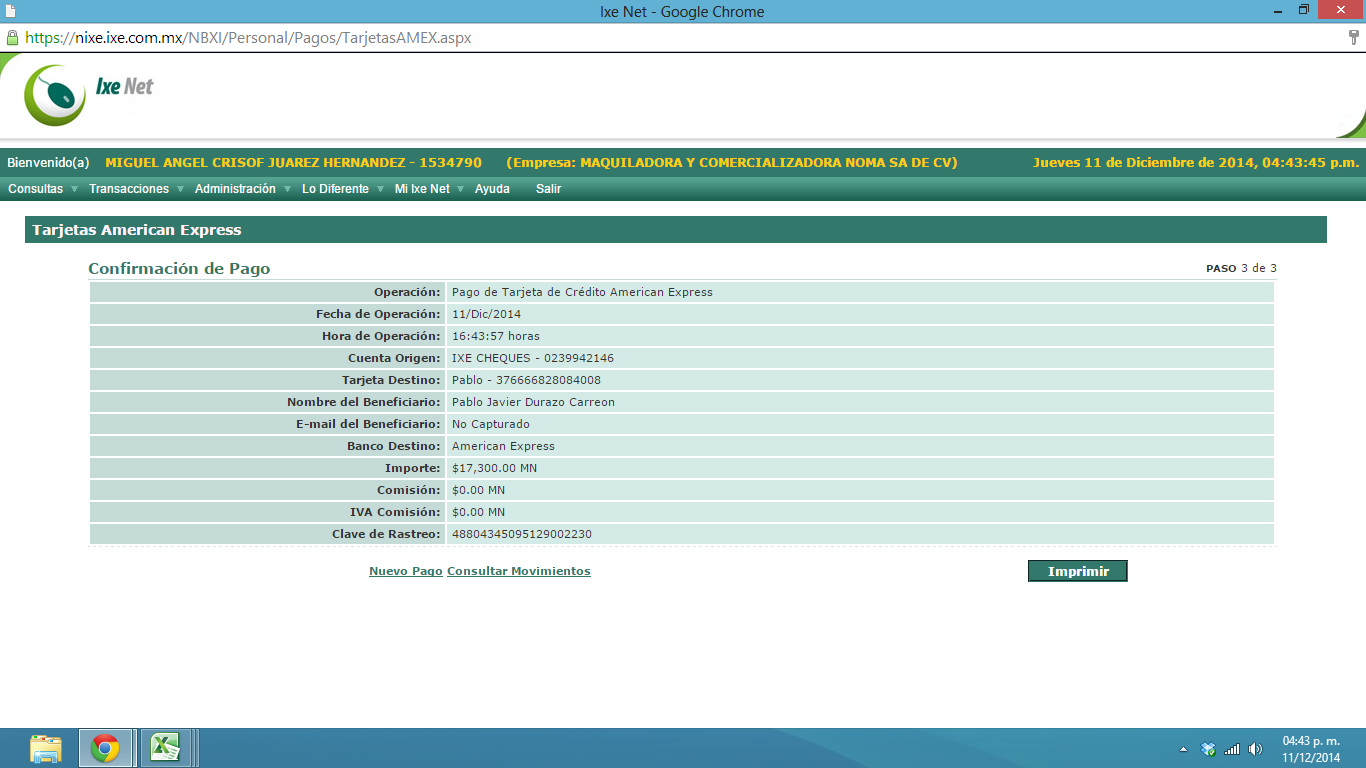 Ixe Net - Google Chrome
https://nixe.ixe.com.mx/NBXI/Personal/Pagos/TarjetasAMEX.aspx
Ixe Net
Bienvenido(a) MIGUEL ANGEL CRISOF JUAREZ HERNANDEZ - 1534790 (Empresa: MAQUILADORA Y COMERCIALIZADORA NOMA SA DE CV) Jueves 11 de Diciembre de 2014, 04:43:45 p.m.
Consultas Transacciones Administración Lo Diferente Mi Ixe Net Ayuda Salir
Tarjetas American Express
Confirmación de Pago PASO 3 de 3
Operación: Pago de Tarjeta de Crédito American Express
Fecha de Operación: 11/Dic/2014
Hora de Operación: 16:43:57 horas
Cuenta Origen: IXE CHEQUES - 0239942146
Tarjeta Destino: Pablo - 376666828084008
Nombre del Beneficiario: Pablo Javier Durazo Carreon
E-mail del Beneficiario: No Capturado
Banco Destino: American Express
Importe: $17,300.00 MN
Comisión: $0.00 MN
IVA Comisión: $0.00 MN
Clave de Rastreo: 48804345095129002230
Nuevo Pago Consultar Movimientos Imprimir
04:43 p. m.
11/12/2014